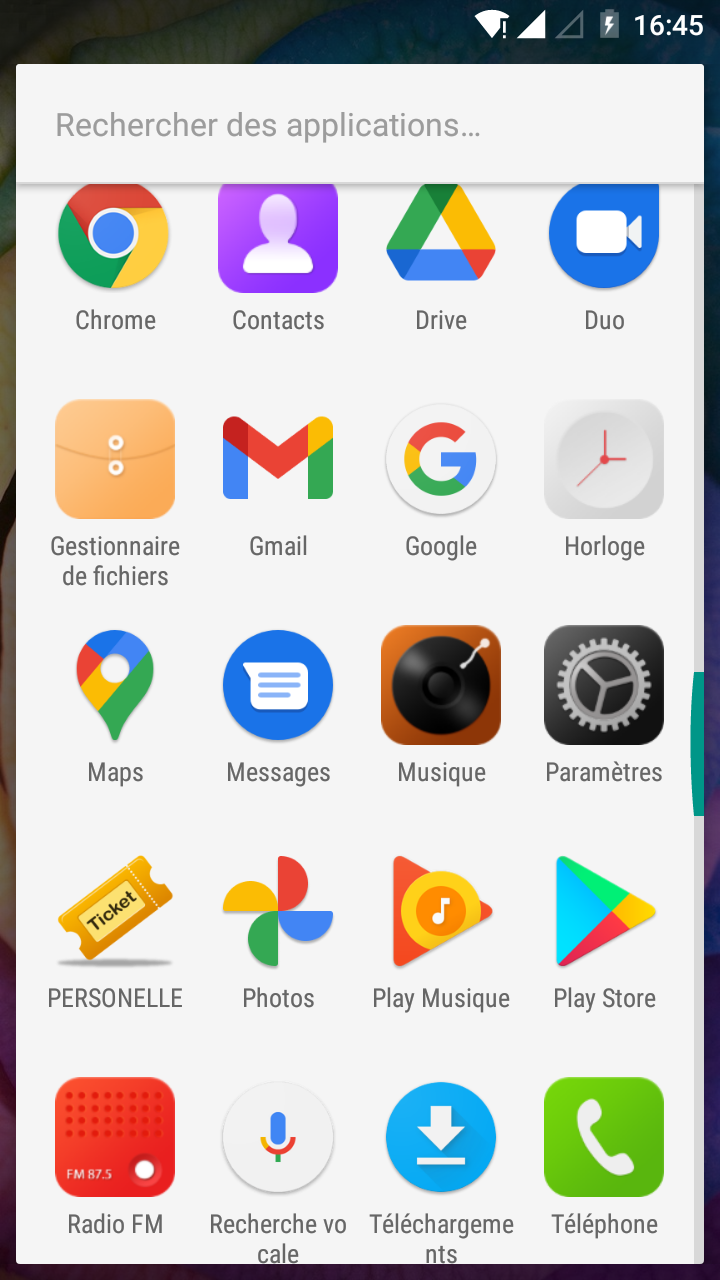 16:45
Rechercher des applications…
Chrome
Contacts
Drive
Duo
Gestionnaire
de fichiers
Gmail
Google
Horloge
Maps
Messages
Musique
Paramètres
Ticket
PERSONELLE
Photos
Play Musique
Play Store
FM 87.5
Radio FM
Recherche vo
cale
Téléchargeme
nts
Téléphone